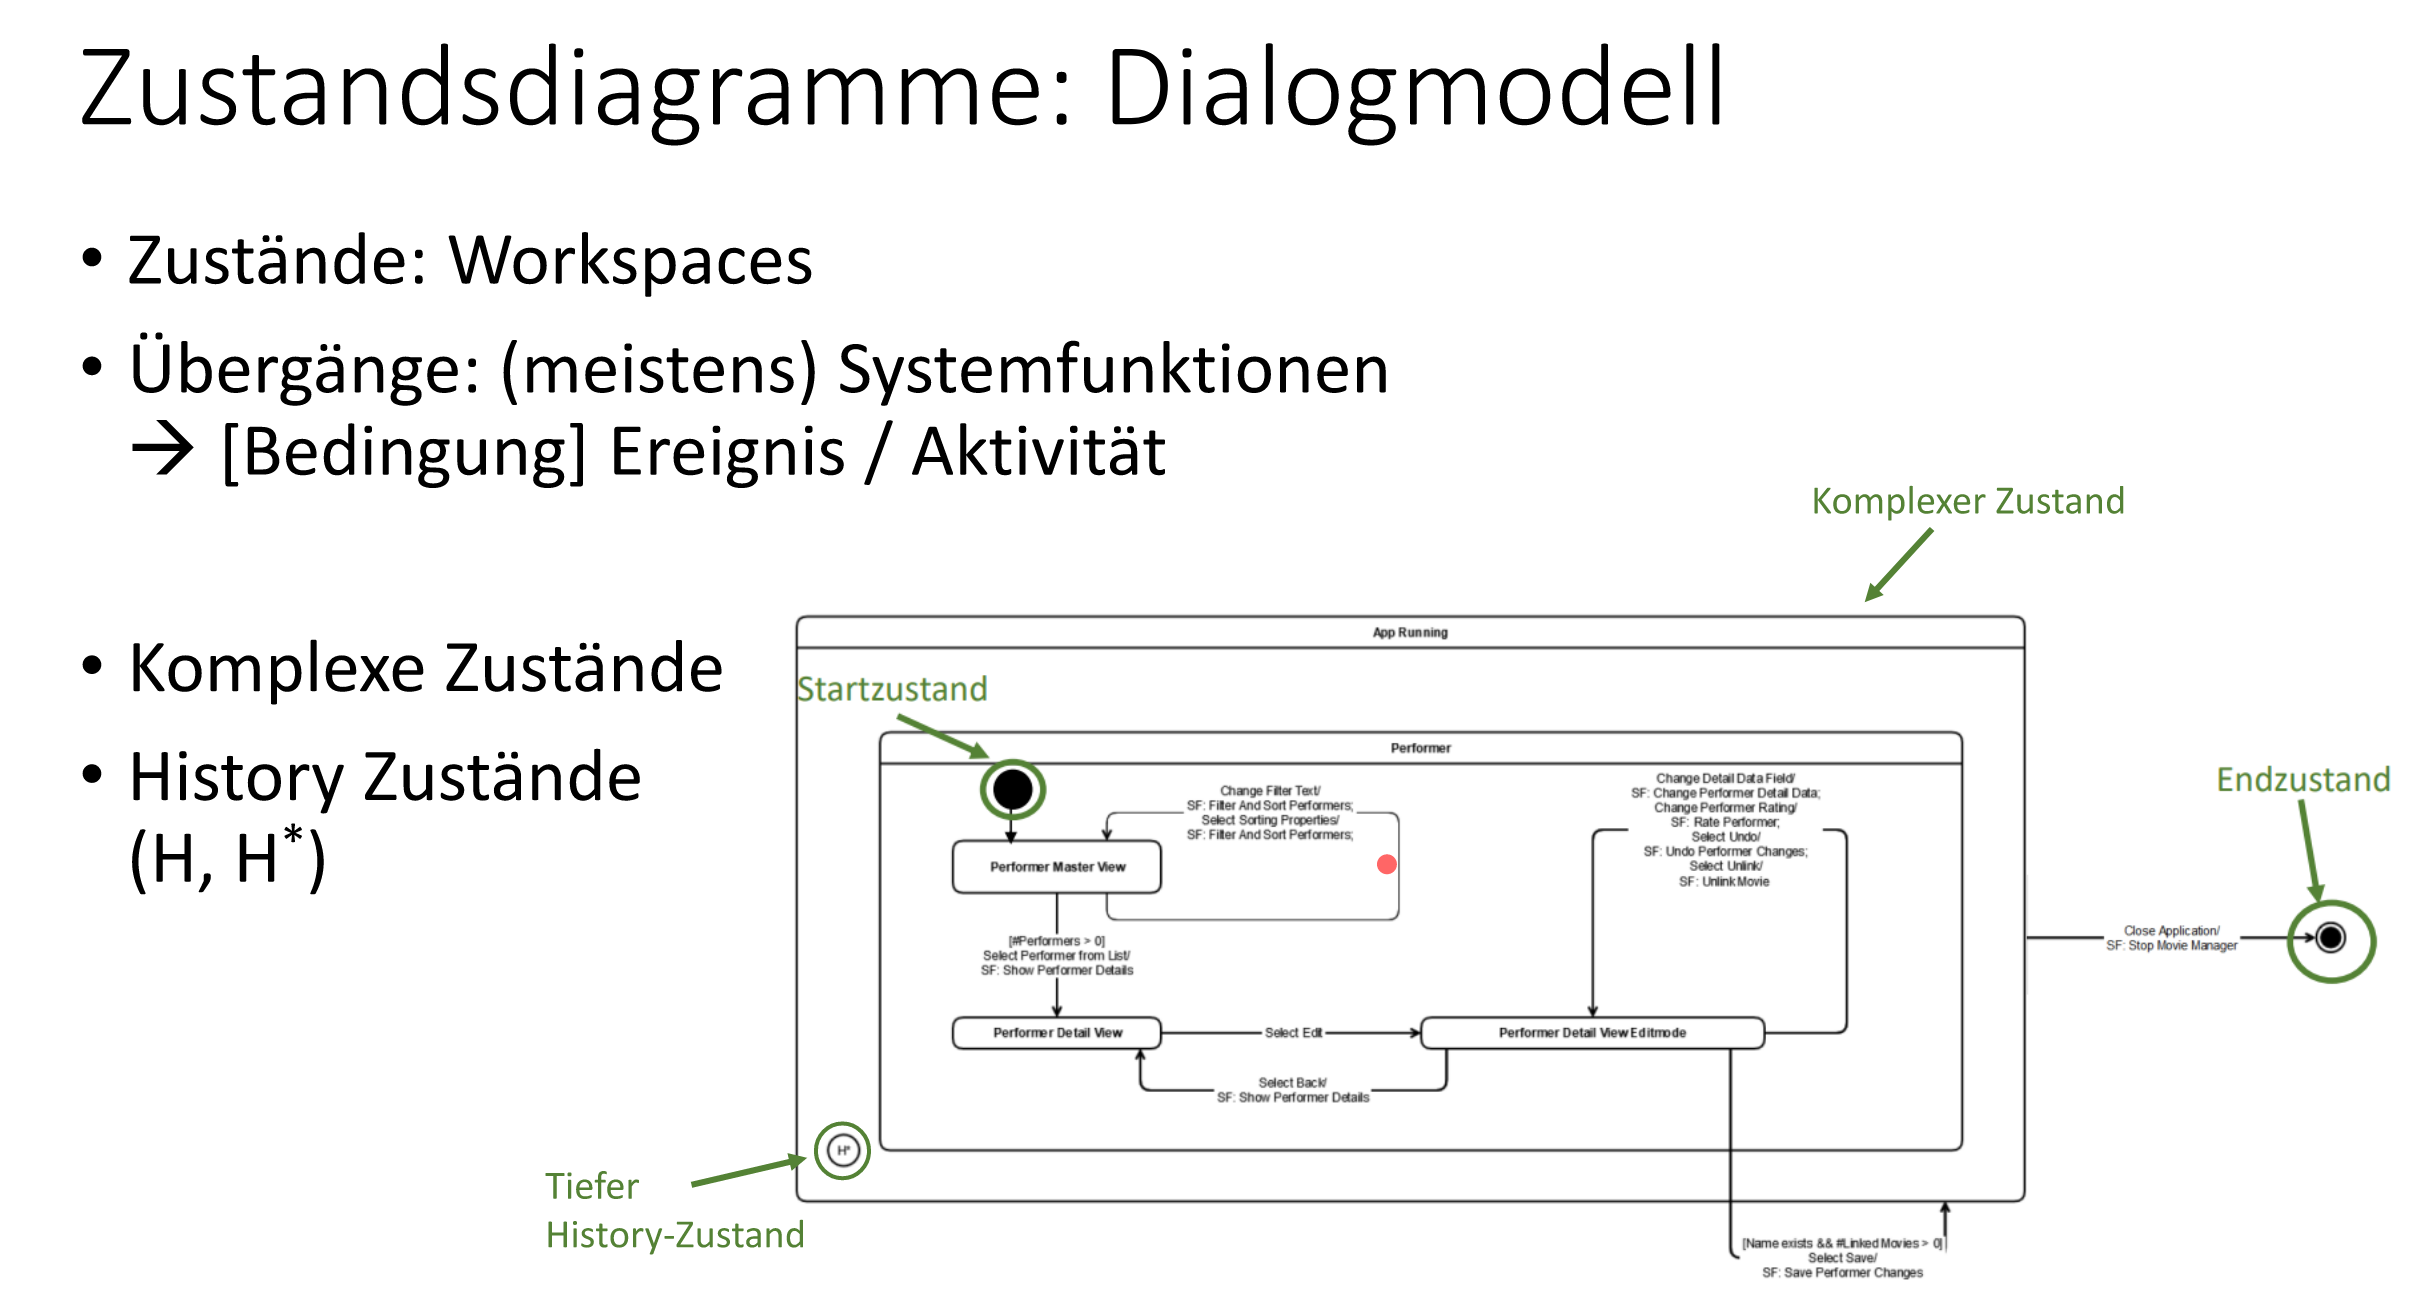 Zustandsdiagramme: Dialogmodell
• Zustände: Workspaces
• Übergänge: (meistens) Systemfunktionen
→ [Bedingung] Ereignis / Aktivität
• Komplexe Zustände
• History Zustände
(H, H*)
Komplexer Zustand
App Running
Startzustand
Performer
Change Filter Text/
SF: Filter And Sort Performers;
Select Sorting Properties/
SF: Filter And Sort Performers;
Change Detail Data Field/
SF: Change Performer Detail Data;
Change Performer Rating/
SF: Rate Performer;
Select Undo/
SF: Undo Performer Changes;
Select Unlink/
SF: Unlink Movie
Endzustand
Performer Master View
[#Performers > 0]
Select Performer from List/
SF: Show Performer Details
Close Application/
SF: Stop Movie Manager
Performer Detail View
Select Edit
Performer Detail View Editmode
Select Back/
SF: Show Performer Details
H*
Tiefer
History-Zustand
[Name exists && #Linked Movies > 0]
Select Save/
SF: Save Performer Changes